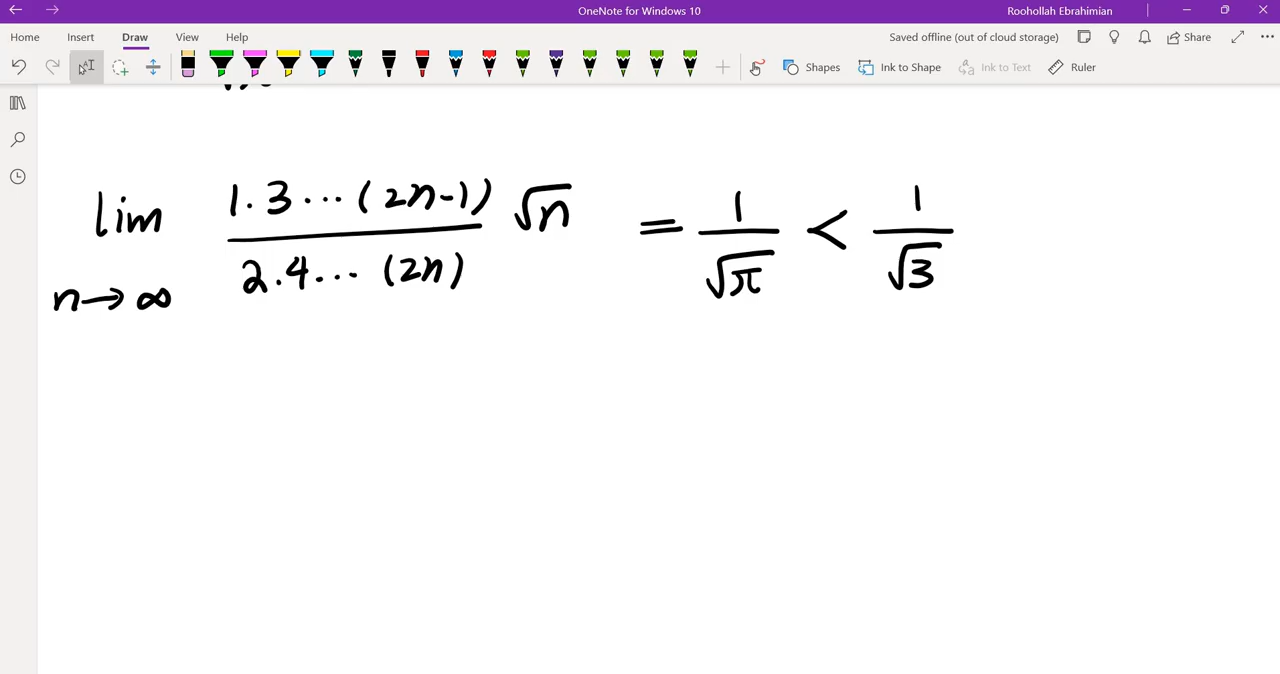 OneNote for Windows 10
Roohollah Ebrahimian
Home Insert Draw View Help
Saved offline (out of cloud storage) Share
Shapes Ink to Shape Ink to Text Ruler
lim 1.3...(2n-1) √n = 1 < 1
n→∞ 2.4...(2n) √π √3